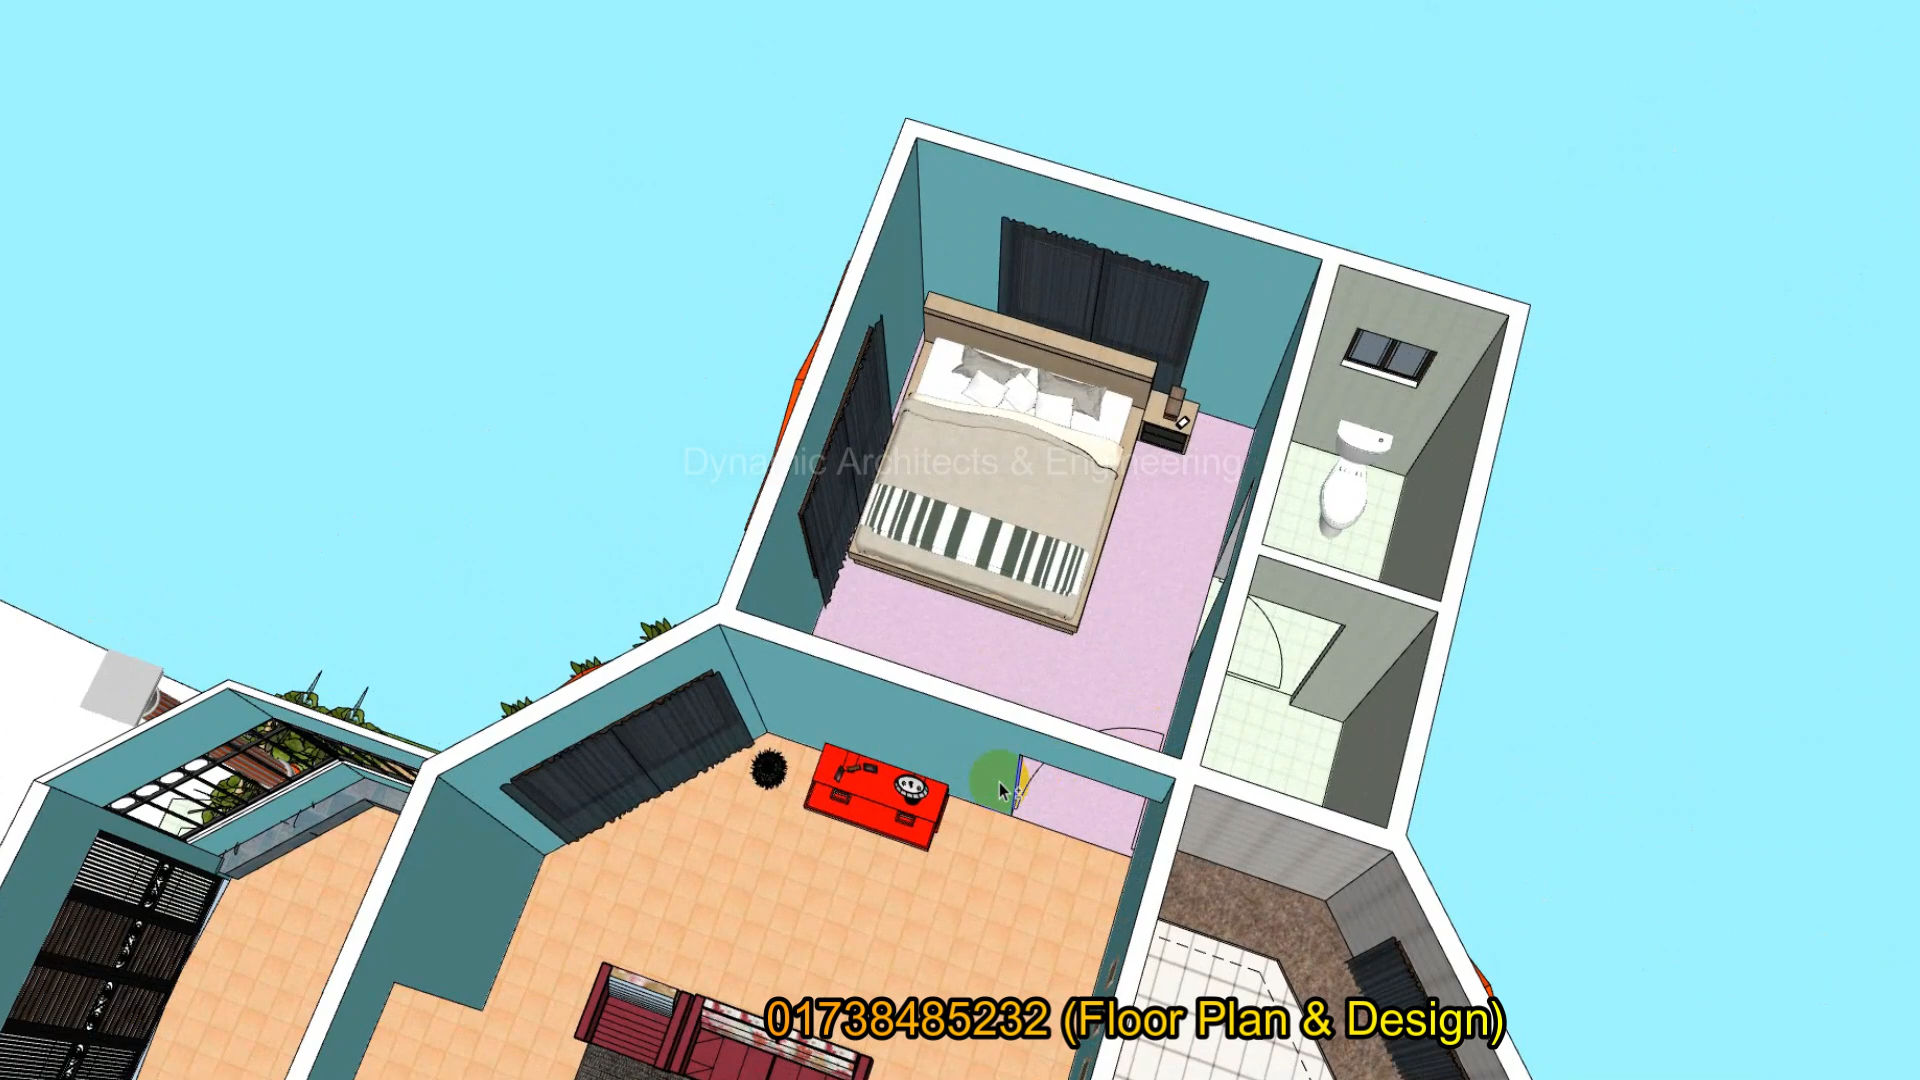 Dynamic Architects & Engineering
01738485232 (Floor Plan & Design)